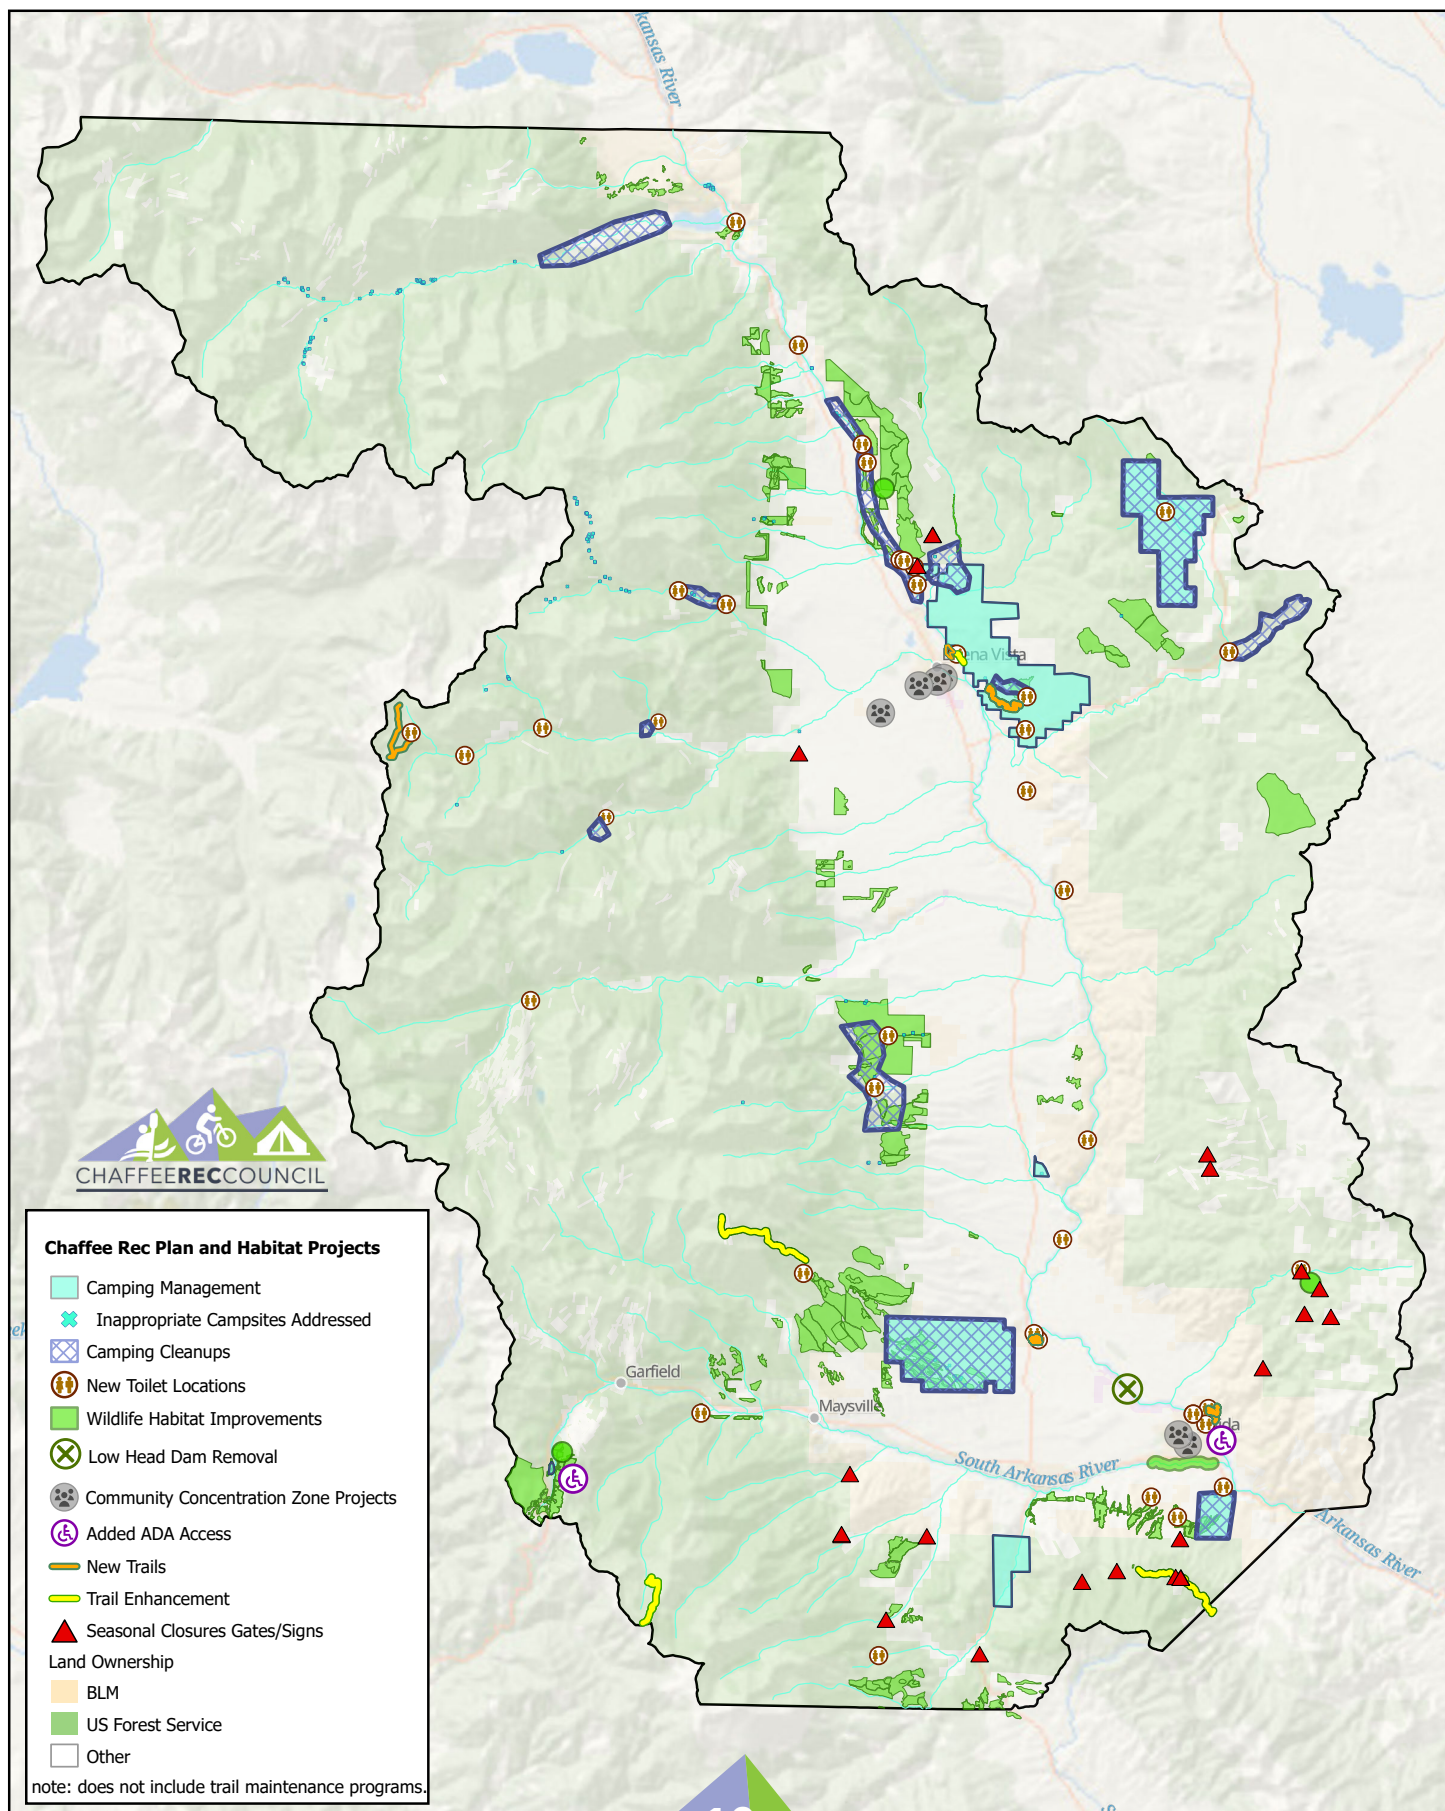 kansas River
ena Vista
CHAFFEERECCOUNCIL
Chaffee Rec Plan and Habitat Projects
Camping Management
Inappropriate Campsites Addressed
Camping Cleanups
New Toilet Locations
Wildlife Habitat Improvements
Low Head Dam Removal
Community Concentration Zone Projects
Added ADA Access
New Trails
Trail Enhancement
Seasonal Closures Gates/Signs
Land Ownership
BLM
US Forest Service
Other
note: does not include trail maintenance programs.
Garfield
Maysville
ida
South Arkansas River
Arkansas River